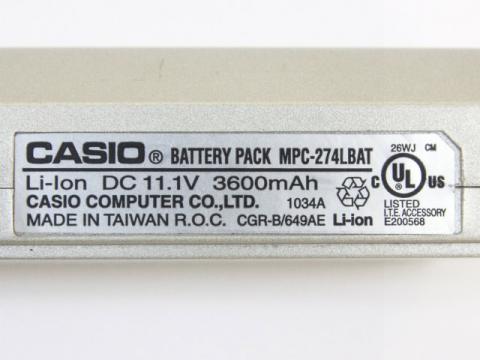 CASIO® BATTERY PACK MPC-274LBAT
Li-Ion DC 11.1V 3600mAh
CASIO COMPUTER CO.,LTD. 1034A
MADE IN TAIWAN R.O.C. CGR-B/649AE Li-ion
26WJ CM
C UL US
LISTED
I.T.E. ACCESSORY
E200568